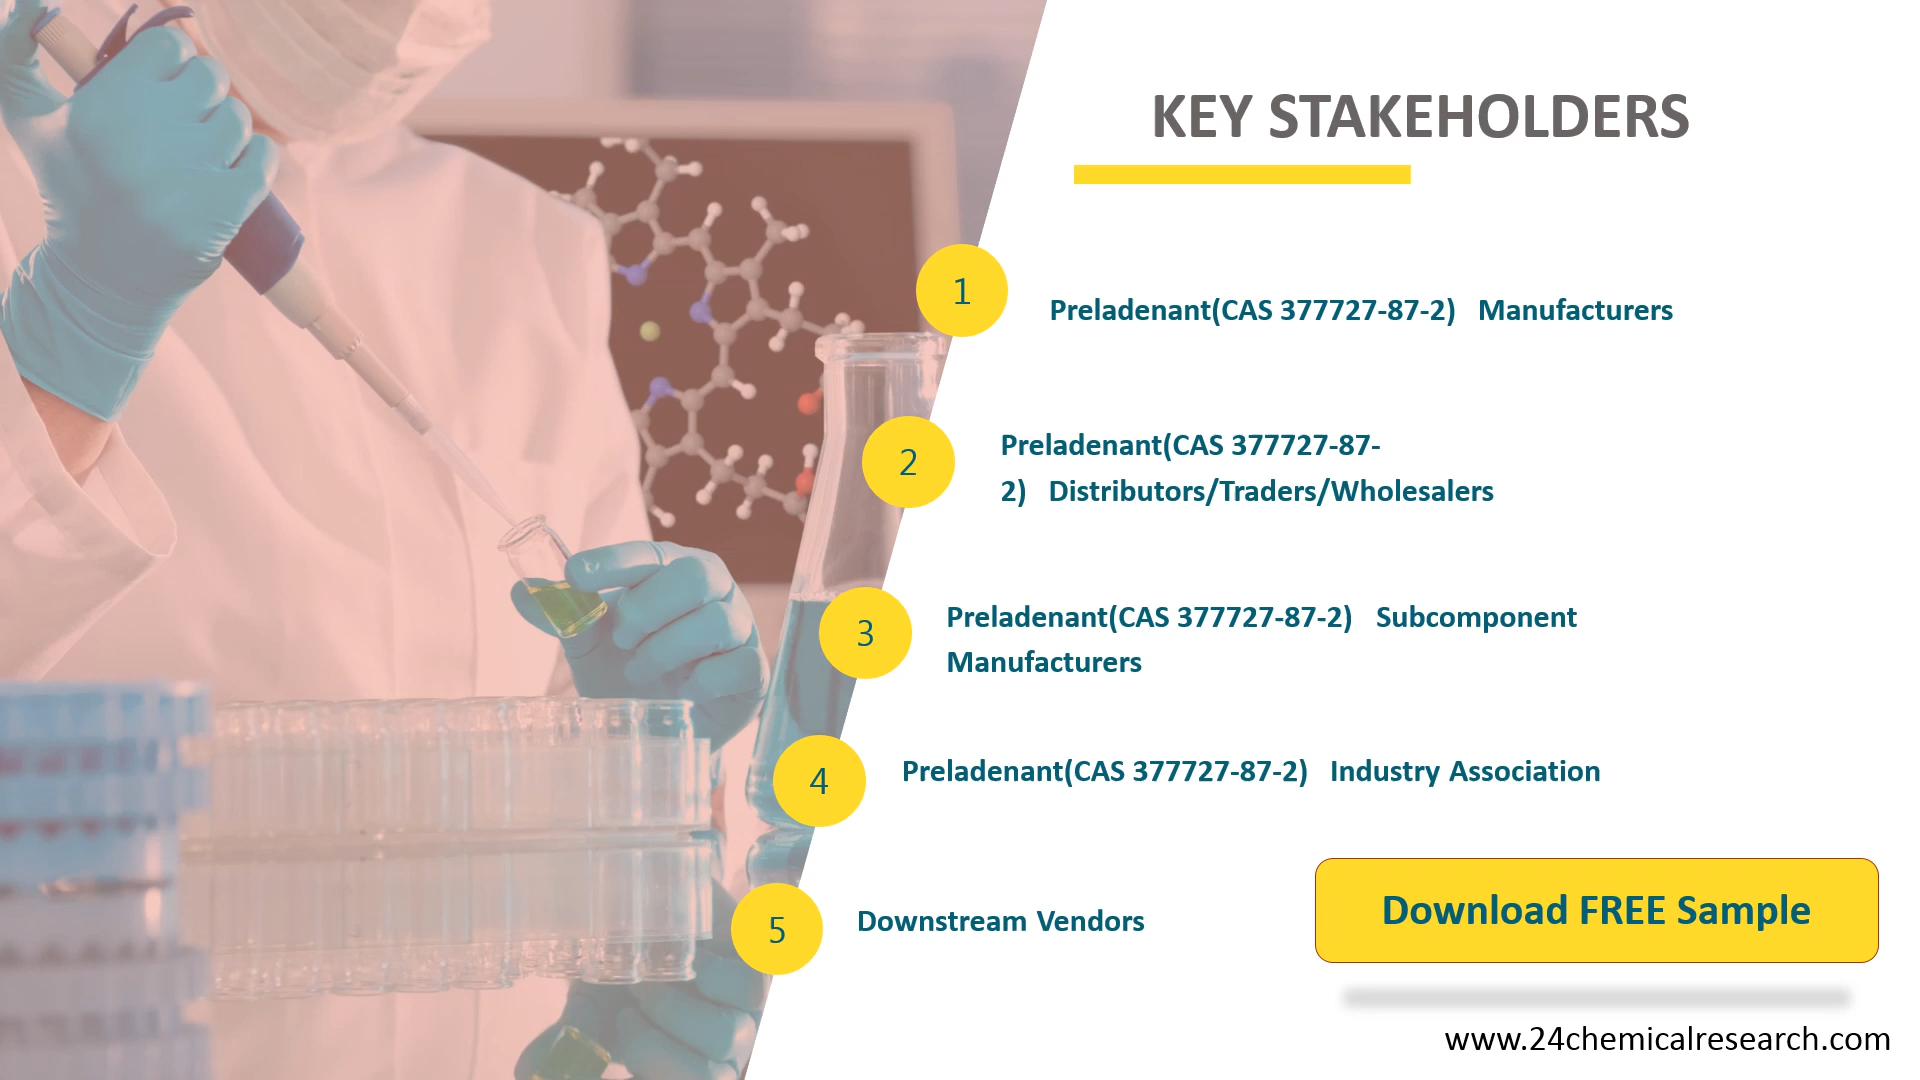 KEY STAKEHOLDERS
1
Preladenant(CAS 377727-87-2)   Manufacturers
2
Preladenant(CAS 377727-87-
2)   Distributors/Traders/Wholesalers
3
Preladenant(CAS 377727-87-2)   Subcomponent
Manufacturers
4
Preladenant(CAS 377727-87-2)   Industry Association
5
Downstream Vendors
Download FREE Sample
www.24chemicalresearch.com